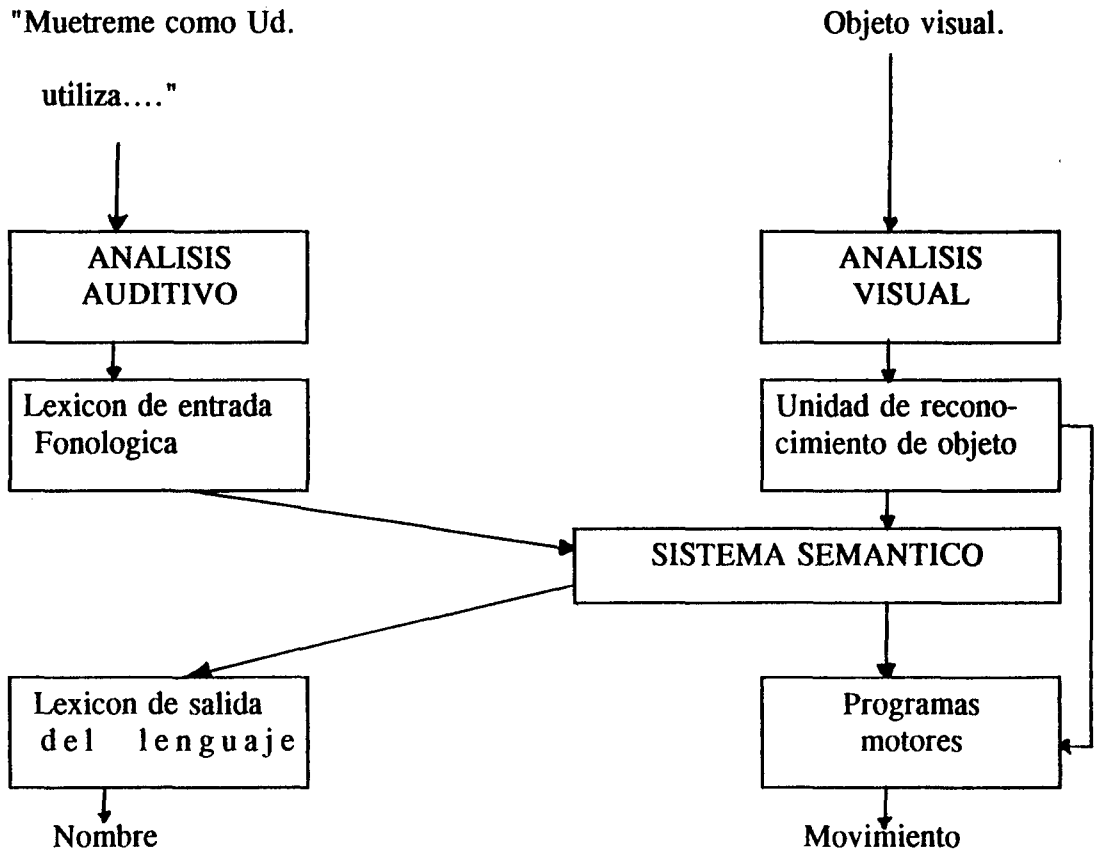 "Muetreme como Ud.
utiliza...."
Objeto visual.
ANALISIS
AUDITIVO
ANALISIS
VISUAL
Lexicon de entrada
Fonologica
Unidad de recono-
cimiento de objeto
SISTEMA SEMANTICO
Lexicon de salida
del lenguaje
Programas
motores
Nombre
Movimiento